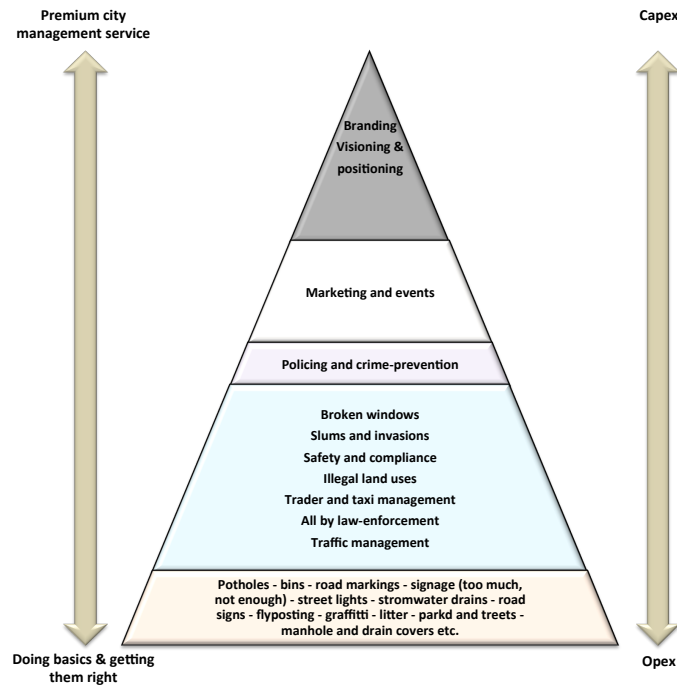 Premium city
management service
Capex
Branding
Visioning &
positioning
Marketing and events
Policing and crime-prevention
Broken windows
Slums and invasions
Safety and compliance
Illegal land uses
Trader and taxi management
All by law-enforcement
Traffic management
Potholes - bins - road markings - signage (too much,
not enough) - street lights - stromwater drains - road
signs - flyposting - graffitti - litter - parkd and treets -
manhole and drain covers etc.
Doing basics & getting
them right
Opex